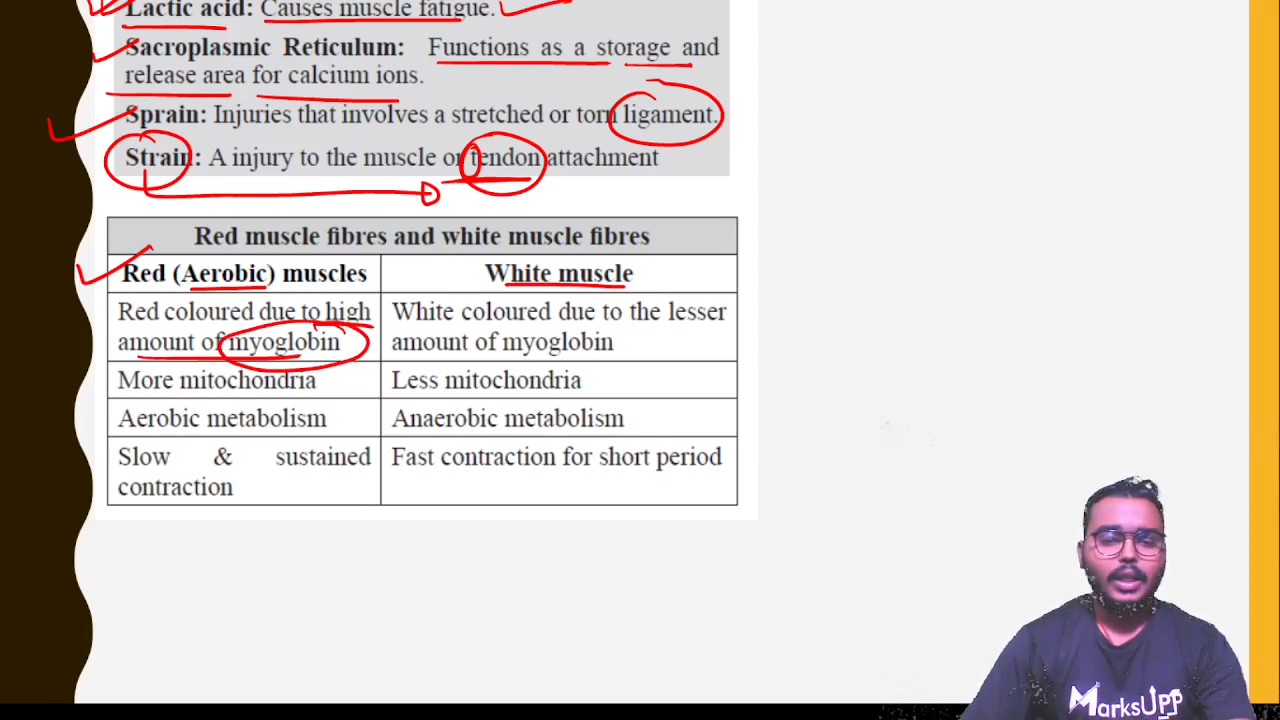 Lactic acid: Causes muscle fatigue.
Sacroplasmic Reticulum: Functions as a storage and
release area for calcium ions.
Sprain: Injuries that involves a stretched or torn ligament.
Strain: A injury to the muscle or tendon attachment
Red muscle fibres and white muscle fibres
Red (Aerobic) muscles White muscle
Red coloured due to high White coloured due to the lesser
amount of myoglobin amount of myoglobin
More mitochondria Less mitochondria
Aerobic metabolism Anaerobic metabolism
Slow & sustained Fast contraction for short period
contraction
MarksUPP